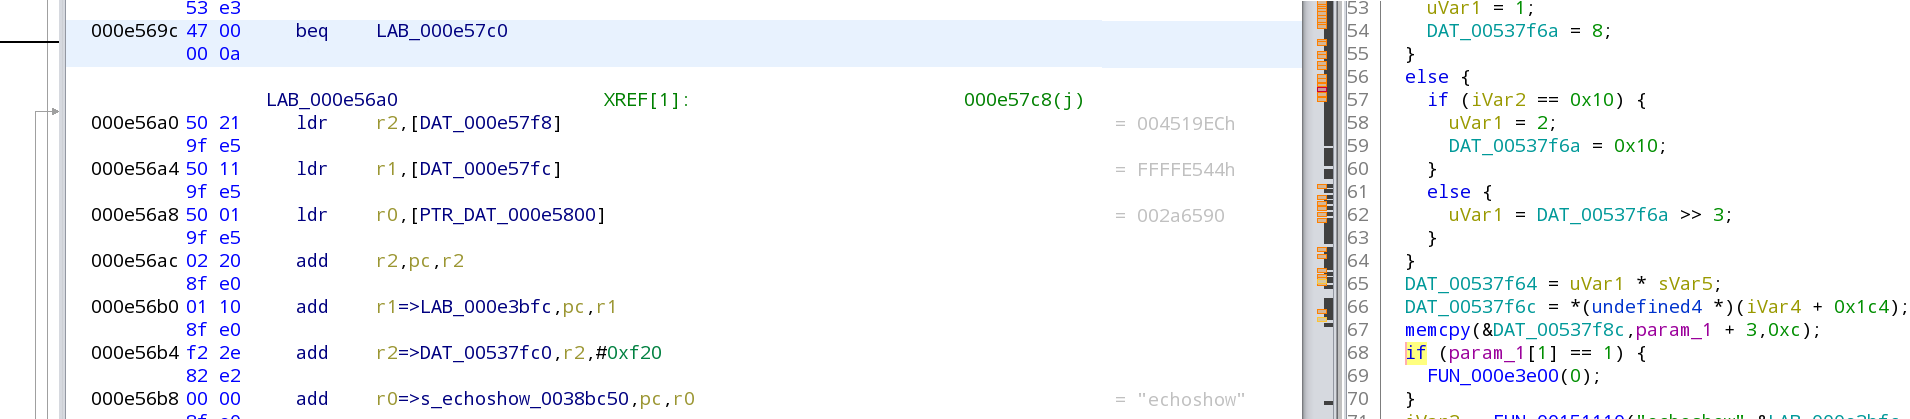 53 e3
000e569c 47 00 beq LAB_000e57c0
00 0a
LAB_000e56a0 XREF[1]: 000e57c8(j)
000e56a0 50 21 ldr r2,[DAT_000e57f8] = 004519ECh
9f e5
000e56a4 50 11 ldr r1,[DAT_000e57fc] = FFFFE544h
9f e5
000e56a8 50 01 ldr r0,[PTR_DAT_000e5800] = 002a6590
9f e5
000e56ac 02 20 add r2,pc,r2
8f e0
000e56b0 01 10 add r1=>LAB_000e3bfc,pc,r1
8f e0
000e56b4 f2 2e add r2=>DAT_00537fc0,r2,#0xf20
82 e2
000e56b8 00 00 add r0=>s_echoshow_0038bc50,pc,r0 = "echoshow"
8f e0
53 uVar1 = 1;
54 DAT_00537f6a = 8;
55 }
56 else {
57 if (iVar2 == 0x10) {
58 uVar1 = 2;
59 DAT_00537f6a = 0x10;
60 }
61 else {
62 uVar1 = DAT_00537f6a >> 3;
63 }
64 }
65 DAT_00537f64 = uVar1 * sVar5;
66 DAT_00537f6c = *(undefined4 *)(iVar4 + 0x1c4);
67 memcpy(&DAT_00537f8c,param_1 + 3,0xc);
68 if (param_1[1] == 1) {
69 FUN_000e3e00(0);
70 }